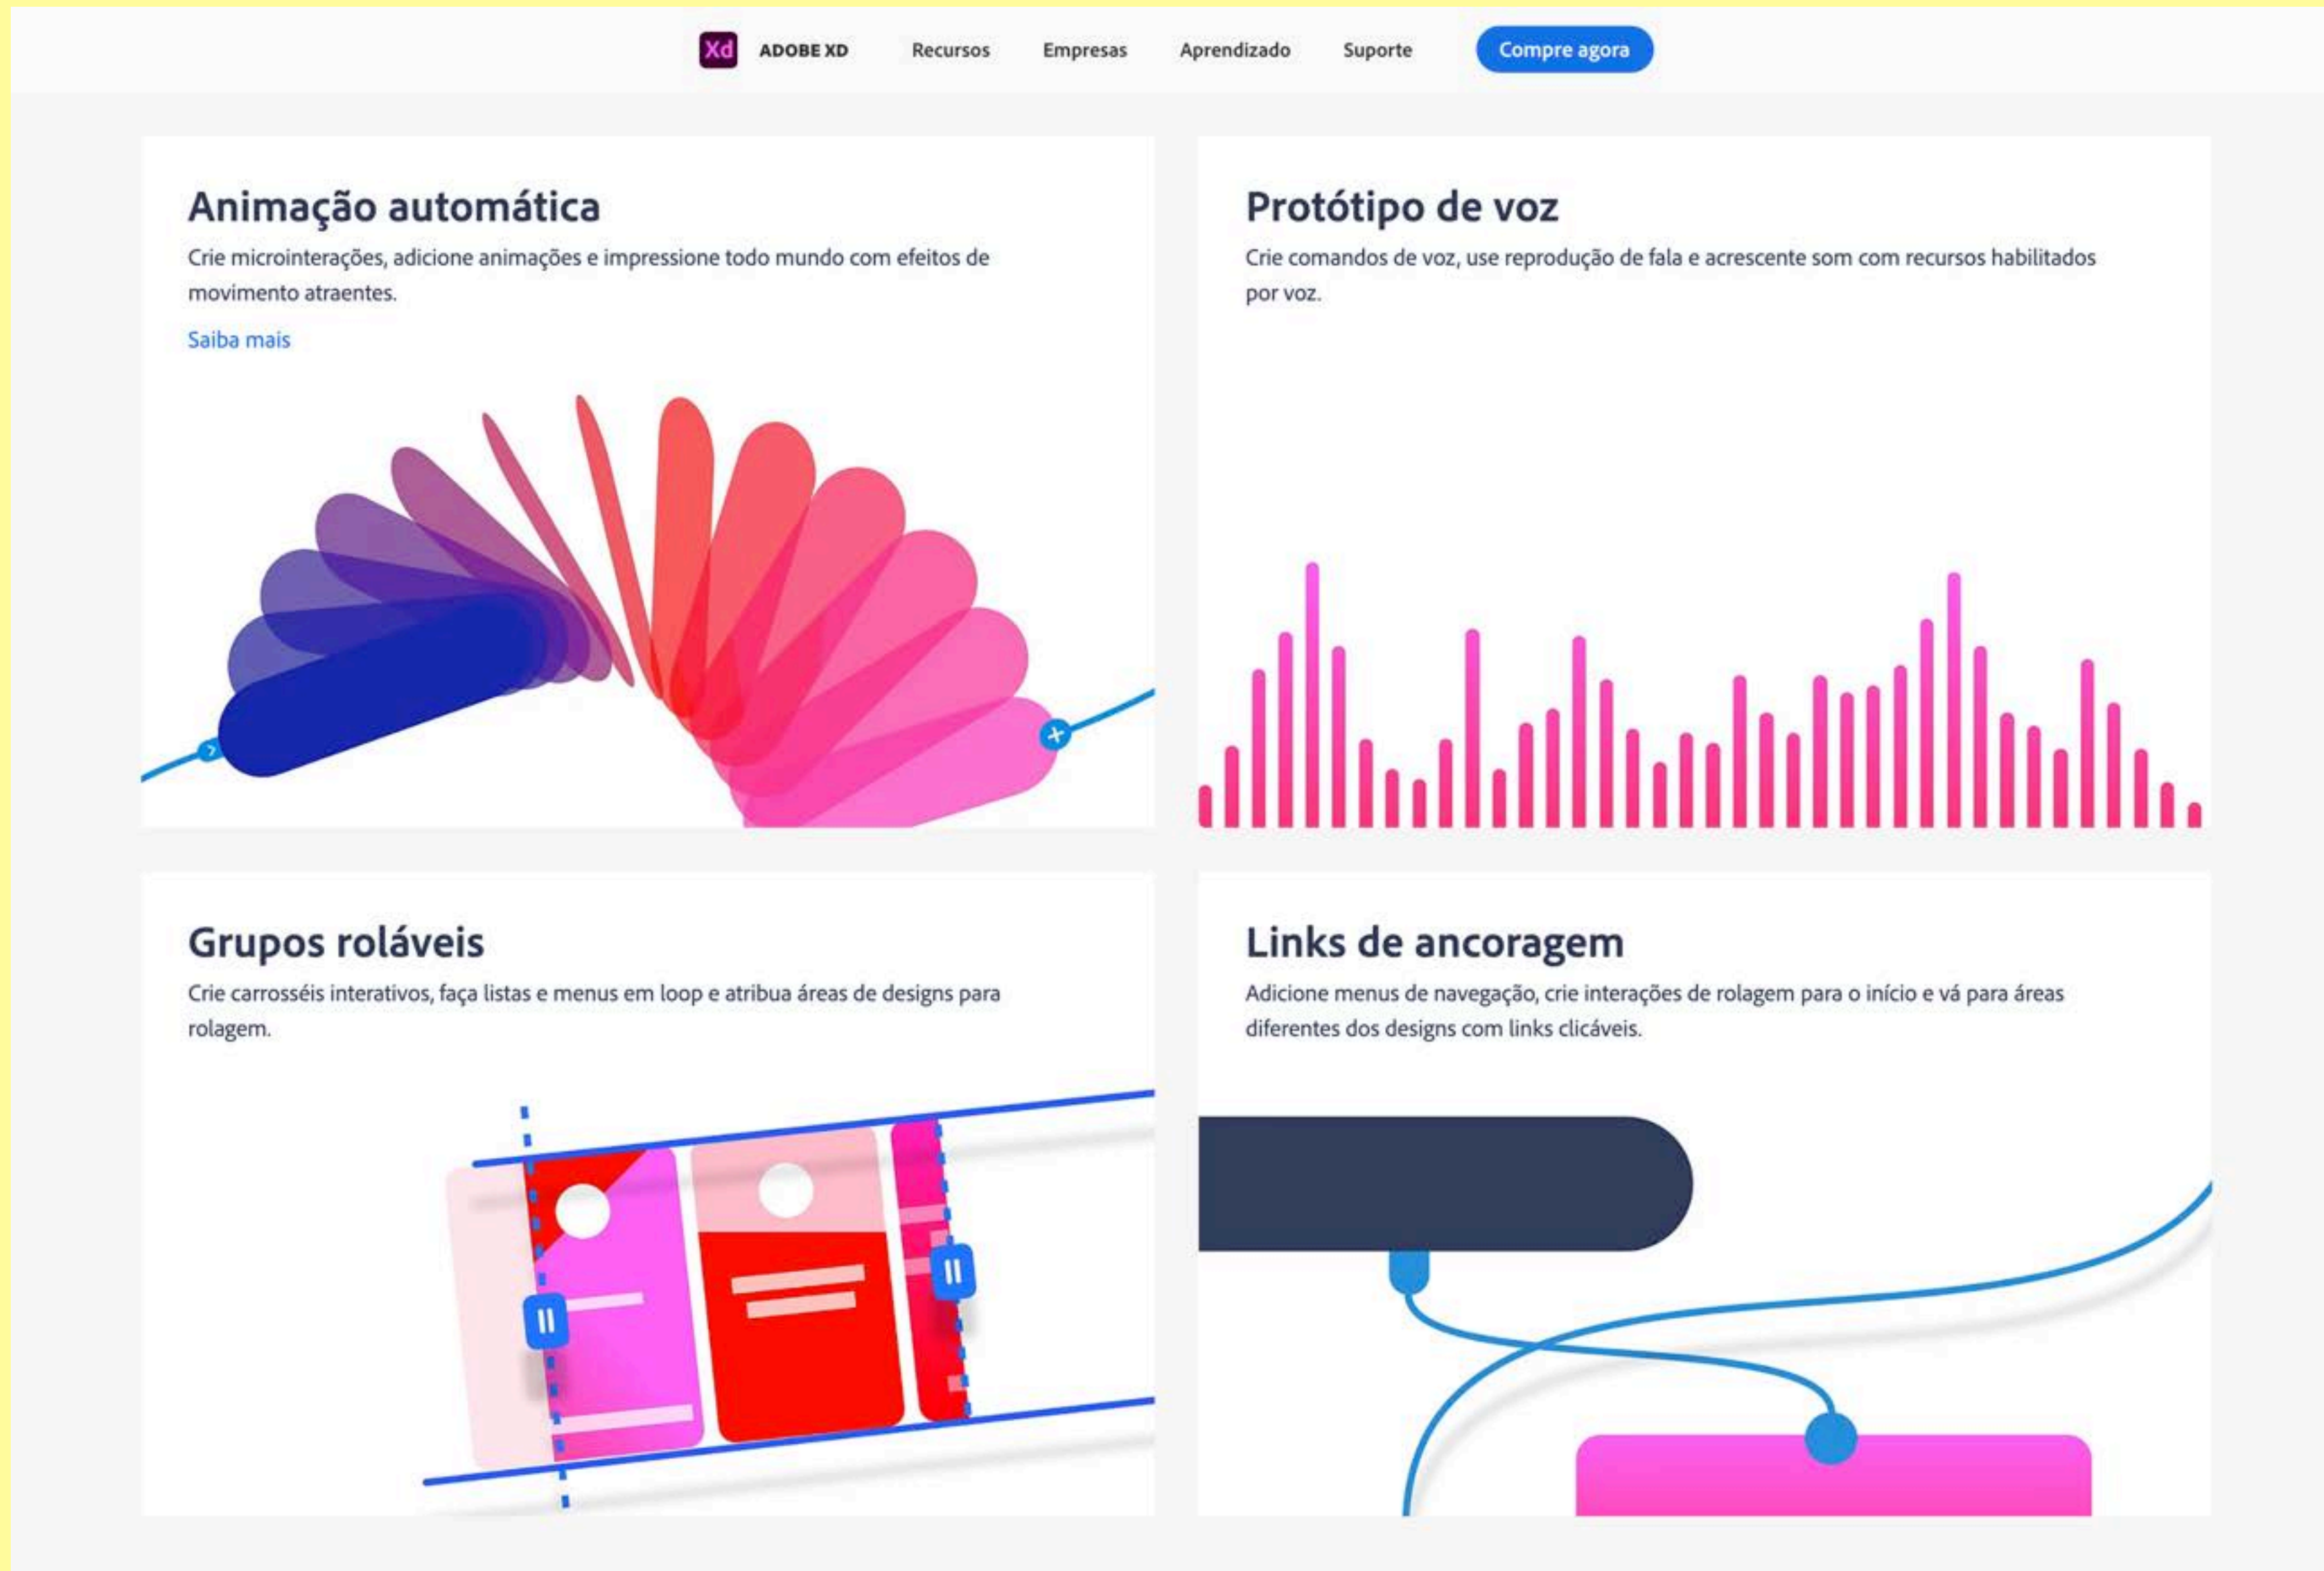 Xd ADOBE XD Recursos Empresas Aprendizado Suporte Compre agora
Animação automática
Crie microinterações, adicione animações e impressione todo mundo com efeitos de
movimento atraentes.
Saiba mais
Protótipo de voz
Crie comandos de voz, use reprodução de fala e acrescente som com recursos habilitados
por voz.
Grupos roláveis
Crie carrosséis interativos, faça listas e menus em loop e atribua áreas de designs para
rolagem.
Links de ancoragem
Adicione menus de navegação, crie interações de rolagem para o início e vá para áreas
diferentes dos designs com links clicáveis.